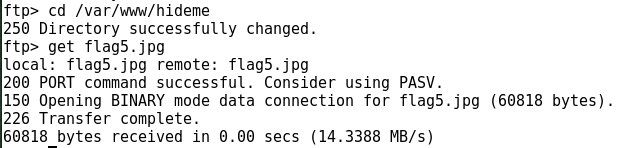 ftp> cd /var/www/hideme
250 Directory successfully changed.
ftp> get flag5.jpg
local: flag5.jpg remote: flag5.jpg
200 PORT command successful. Consider using PASV.
150 Opening BINARY mode data connection for flag5.jpg (60818 bytes).
226 Transfer complete.
60818 bytes received in 0.00 secs (14.3388 MB/s)